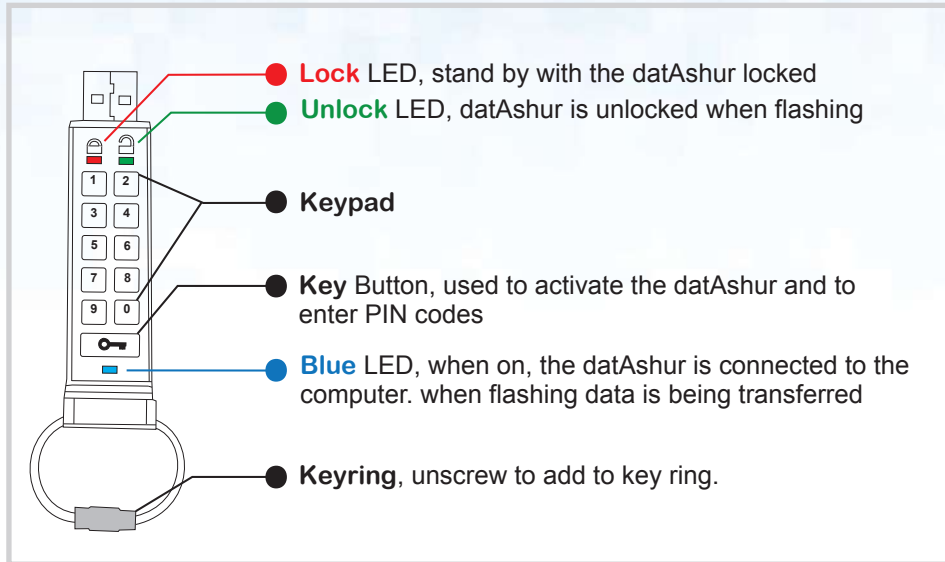 Lock LED, stand by with the datAshur locked
Unlock LED, datAshur is unlocked when flashing
1 2
3 4
5 6
7 8
9 0
Keypad
Key Button, used to activate the datAshur and to
enter PIN codes
Blue LED, when on, the datAshur is connected to the
computer. when flashing data is being transferred
Keyring, unscrew to add to key ring.